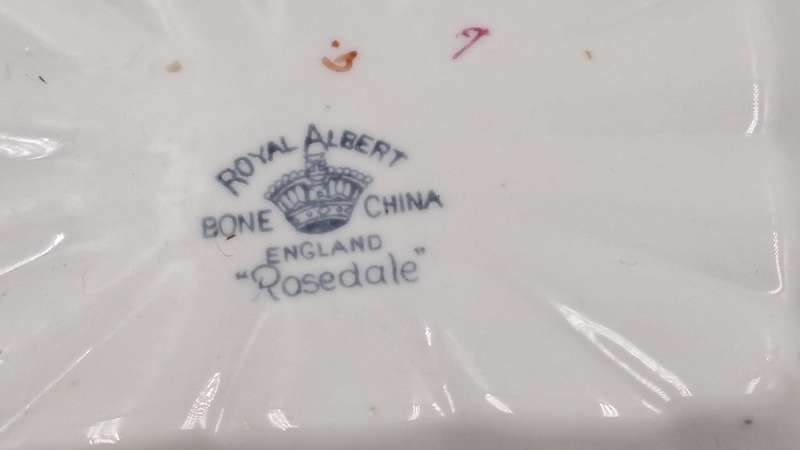 ROYAL ALBERT
BONE CHINA
ENGLAND
"Rosedale"